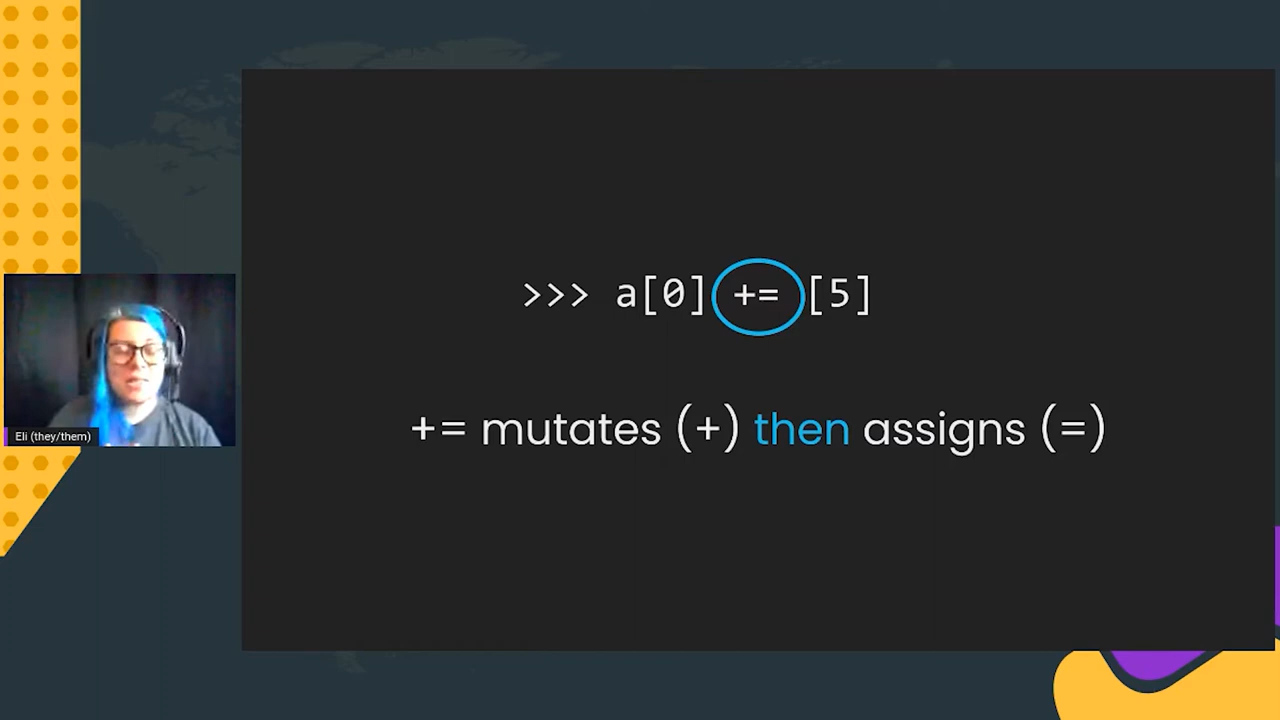 >>> a[0] += [5]
+= mutates (+) then assigns (=)
Eli (they/them)